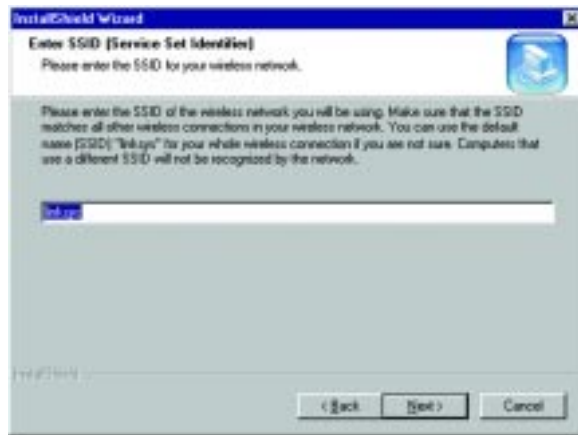 InstallShield Wizard
Enter SSID (Service Set Identifier)
Please enter the SSID for your wireless network.
Please enter the SSID of the wireless network you will be using. Make sure that the SSID
matches all other wireless connections in your wireless network. You can use the default
name (SSID) "linksys" for your whole wireless connection if you are not sure. Computers that
use a different SSID will not be recognized by the network.
linksys
InstallShield
< Back
Next >
Cancel